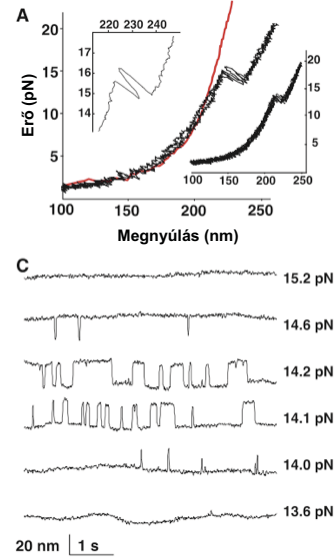 A
220 230 240
17
16
15
14
13
20
15
10
5
Erő (pN)
20
15
10
5
100 150 200 250
100 150 200 250
Megnyúlás (nm)
C
15.2 pN
14.6 pN
14.2 pN
14.1 pN
14.0 pN
13.6 pN
20 nm 1 s